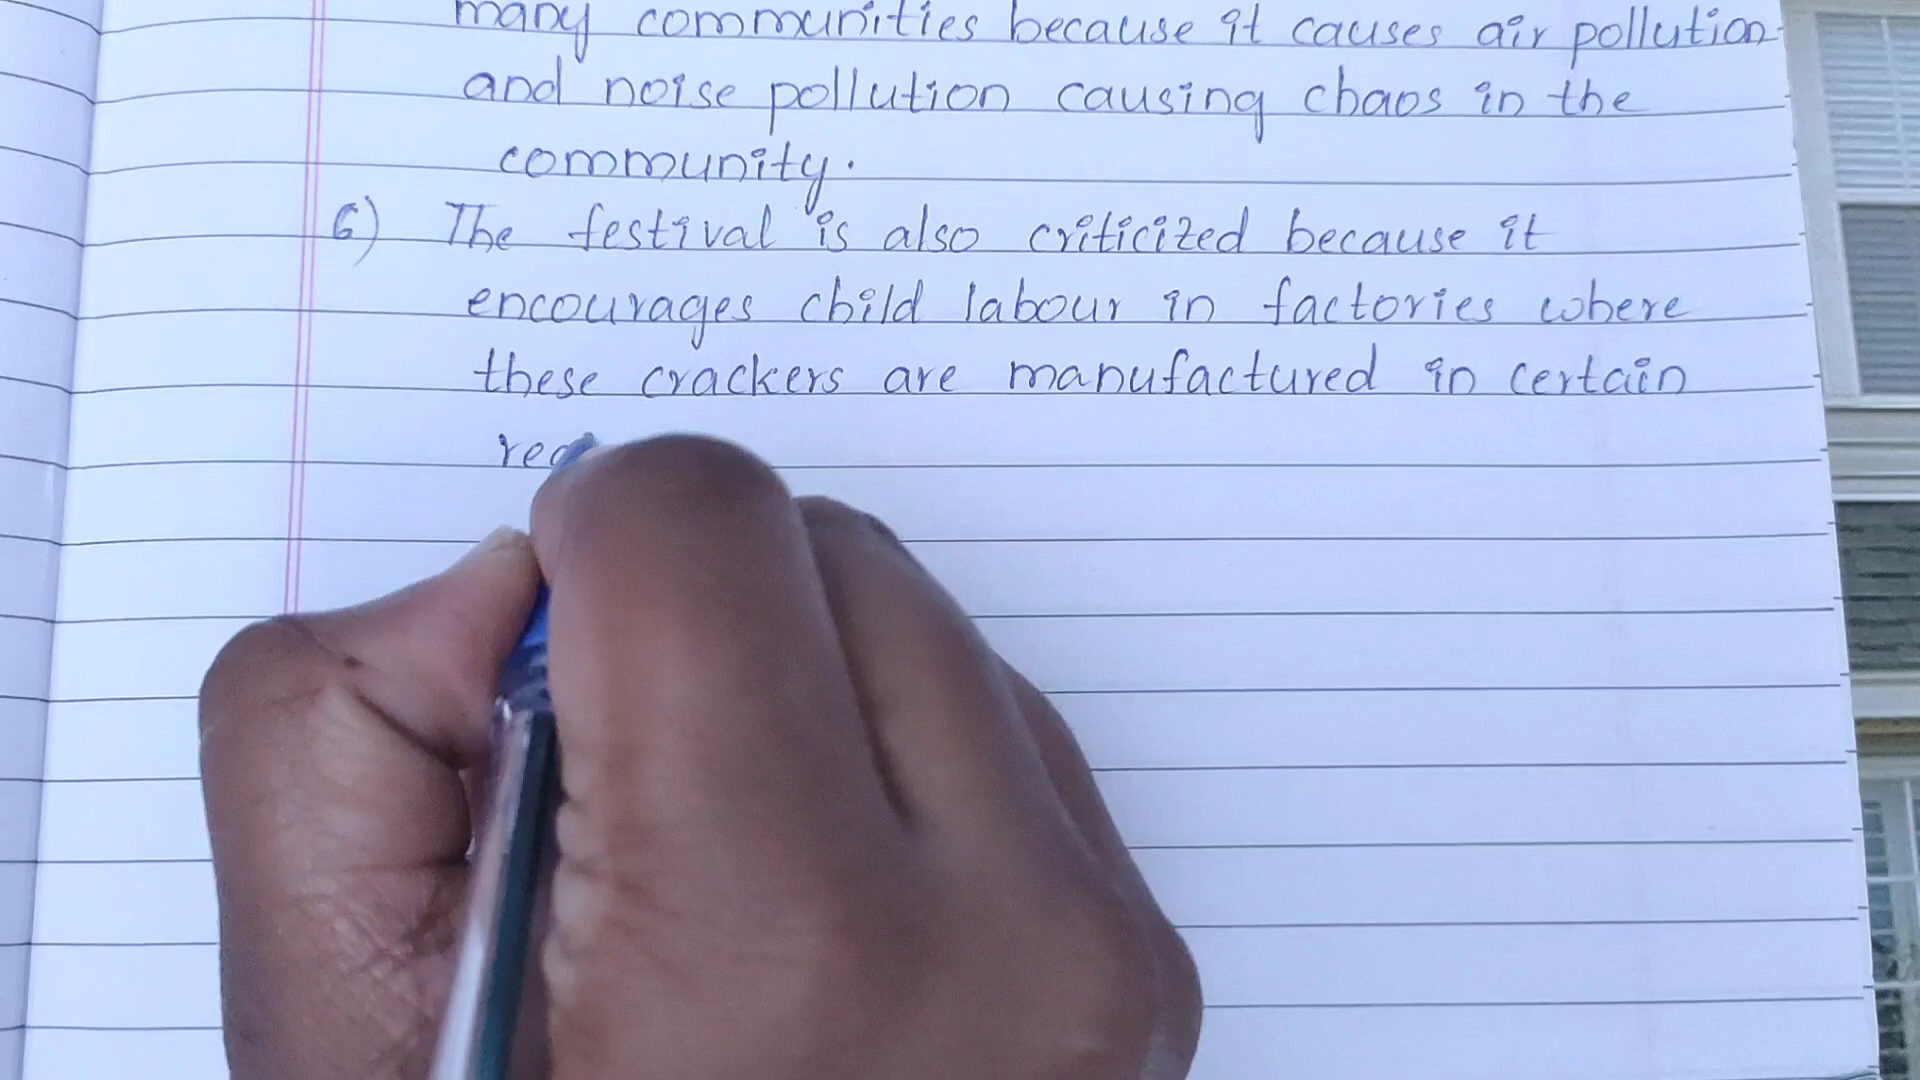 many communities because it causes air pollution
and noise pollution causing chaos in the
community.
6) The festival is also criticized because it
encourages child labour in factories where
these crackers are manufactured in certain